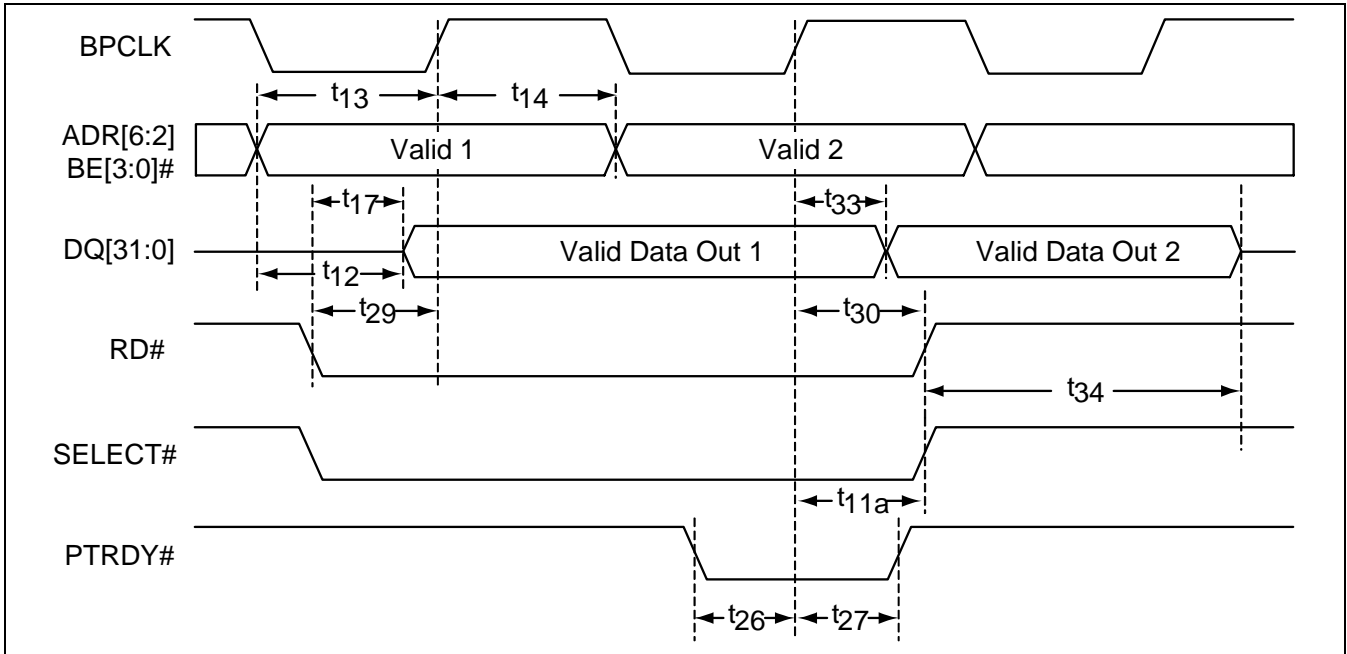 BPCLK
t13
t14
ADR[6:2]
BE[3:0]#
Valid 1
Valid 2
t17
t33
DQ[31:0]
Valid Data Out 1
Valid Data Out 2
t12
t29
t30
RD#
t34
SELECT#
t11a
PTRDY#
t26
t27